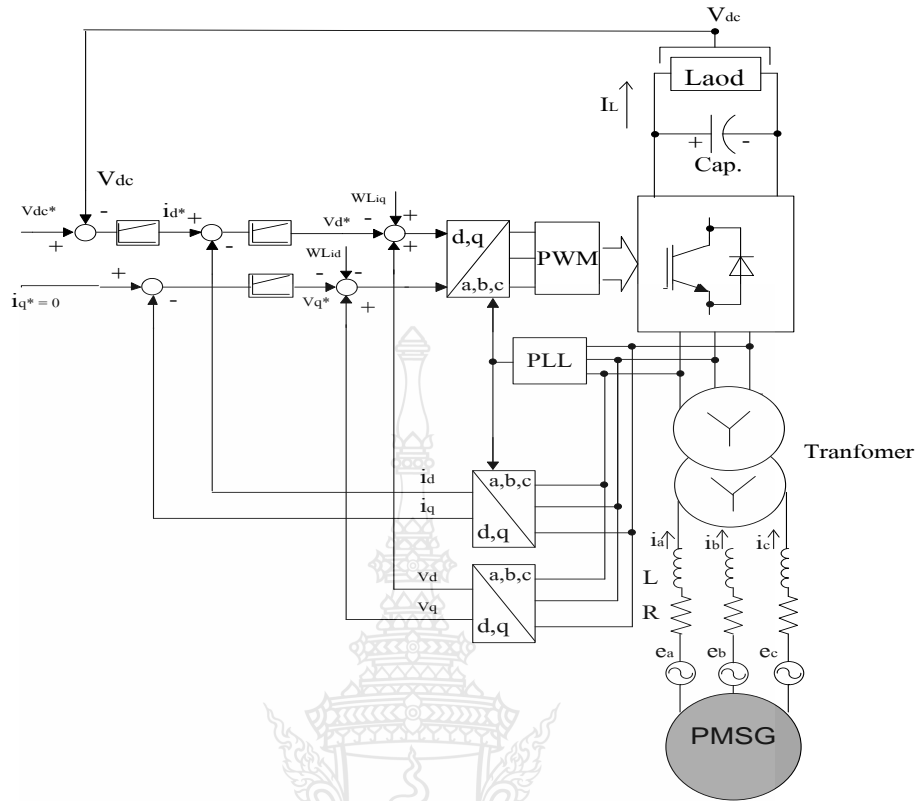 Vdc
Laod
IL
+ -
Cap.
Vdc
Vdc*
+
-
id*
+
-
Vd*
-
WLiq
+
+
d,q
a,b,c
PWM
iq* = 0
+
-
Vq*
-
WLid
-
+
PLL
Tranfomer
id
iq
a,b,c
d,q
Vd
Vq
a,b,c
d,q
ia
ib
ic
L
R
ea
eb
ec
PMSG